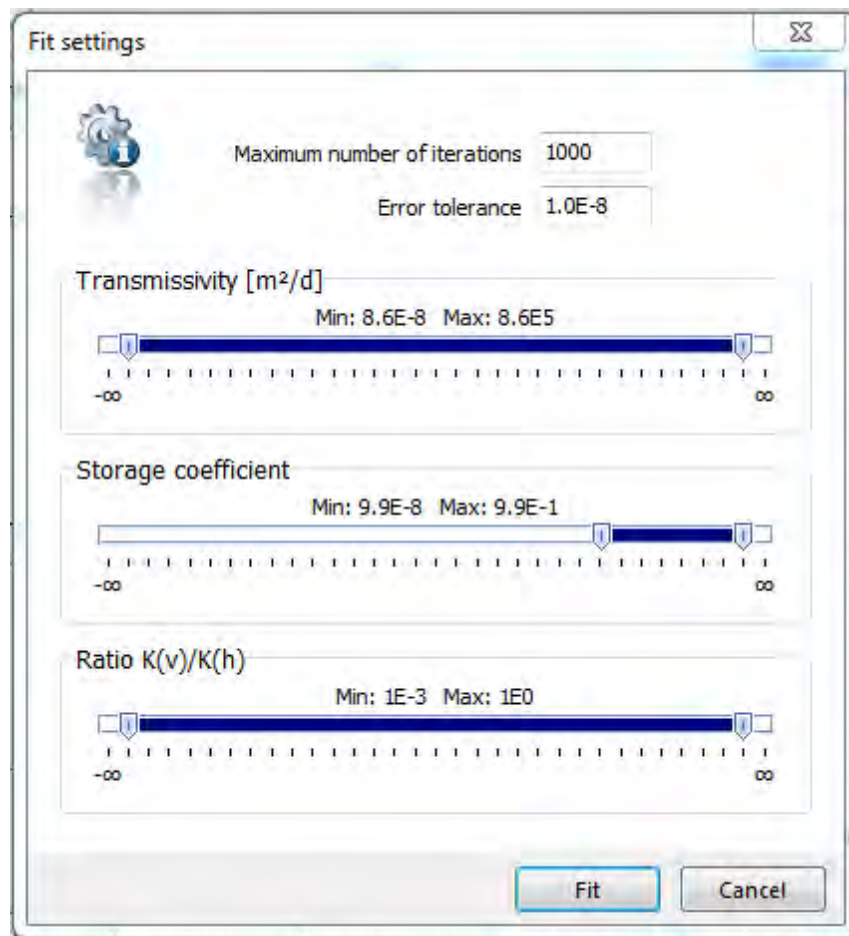 Fit settings
Maximum number of iterations 1000
Error tolerance 1.0E-8
Transmissivity [m²/d]
Min: 8.6E-8 Max: 8.6E5
-∞ ∞
Storage coefficient
Min: 9.9E-8 Max: 9.9E-1
-∞ ∞
Ratio K(v)/K(h)
Min: 1E-3 Max: 1E0
-∞ ∞
Fit Cancel